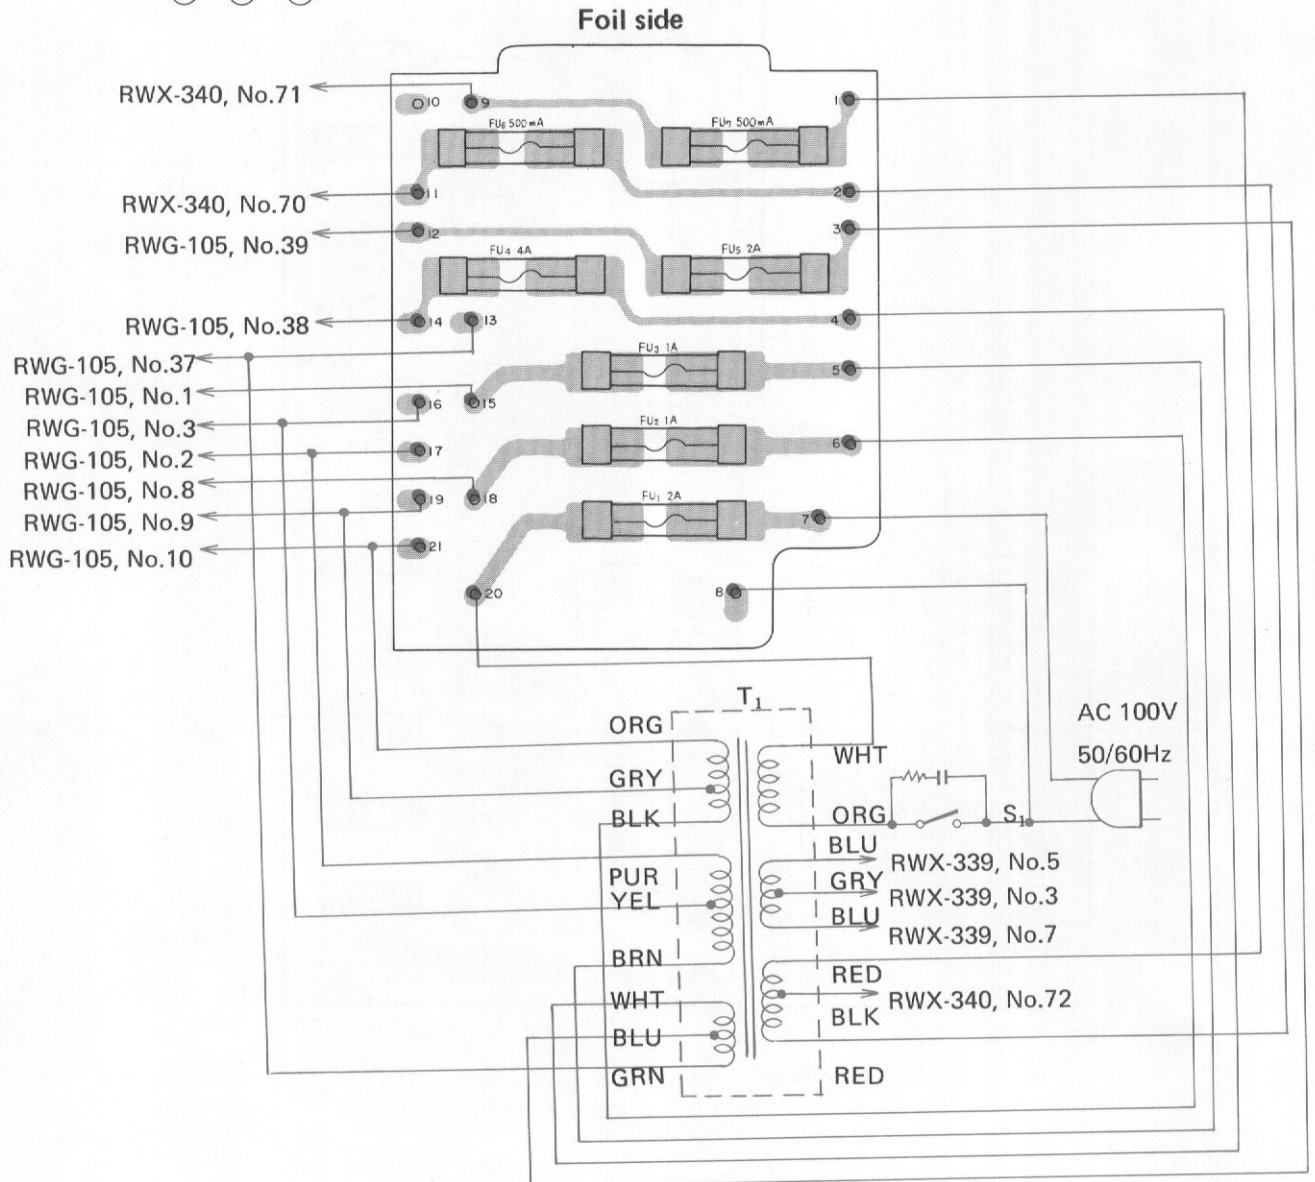 Foil side
RWX-340, No.71
10
9
1
FU6 500mA
FU7 500mA
RWX-340, No.70
11
2
RWG-105, No.39
12
3
FU4 4A
FU5 2A
RWG-105, No.38
14
13
4
RWG-105, No.37
FU3 1A
5
RWG-105, No.1
16
15
RWG-105, No.3
FU2 1A
6
RWG-105, No.2
17
RWG-105, No.8
19
18
FU1 2A
7
RWG-105, No.9
RWG-105, No.10
21
20
8
T1
ORG
WHT
AC 100V
50/60Hz
GRY
BLK
ORG
S1
BLU
RWX-339, No.5
PUR
GRY
RWX-339, No.3
YEL
BLU
RWX-339, No.7
BRN
RED
WHT
RWX-340, No.72
BLK
BLU
GRN
RED